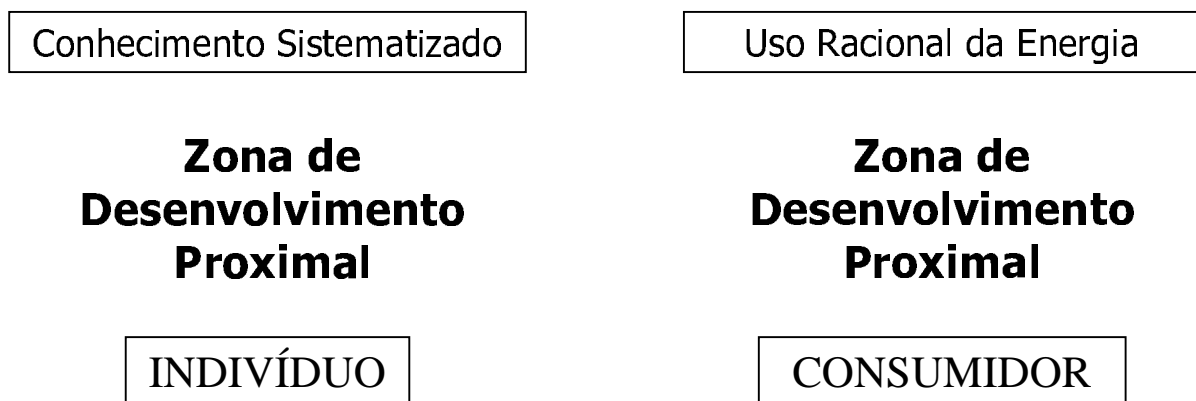 Conhecimento Sistematizado
Uso Racional da Energia
Zona de
Desenvolvimento
Proximal
Zona de
Desenvolvimento
Proximal
INDIVÍDUO
CONSUMIDOR